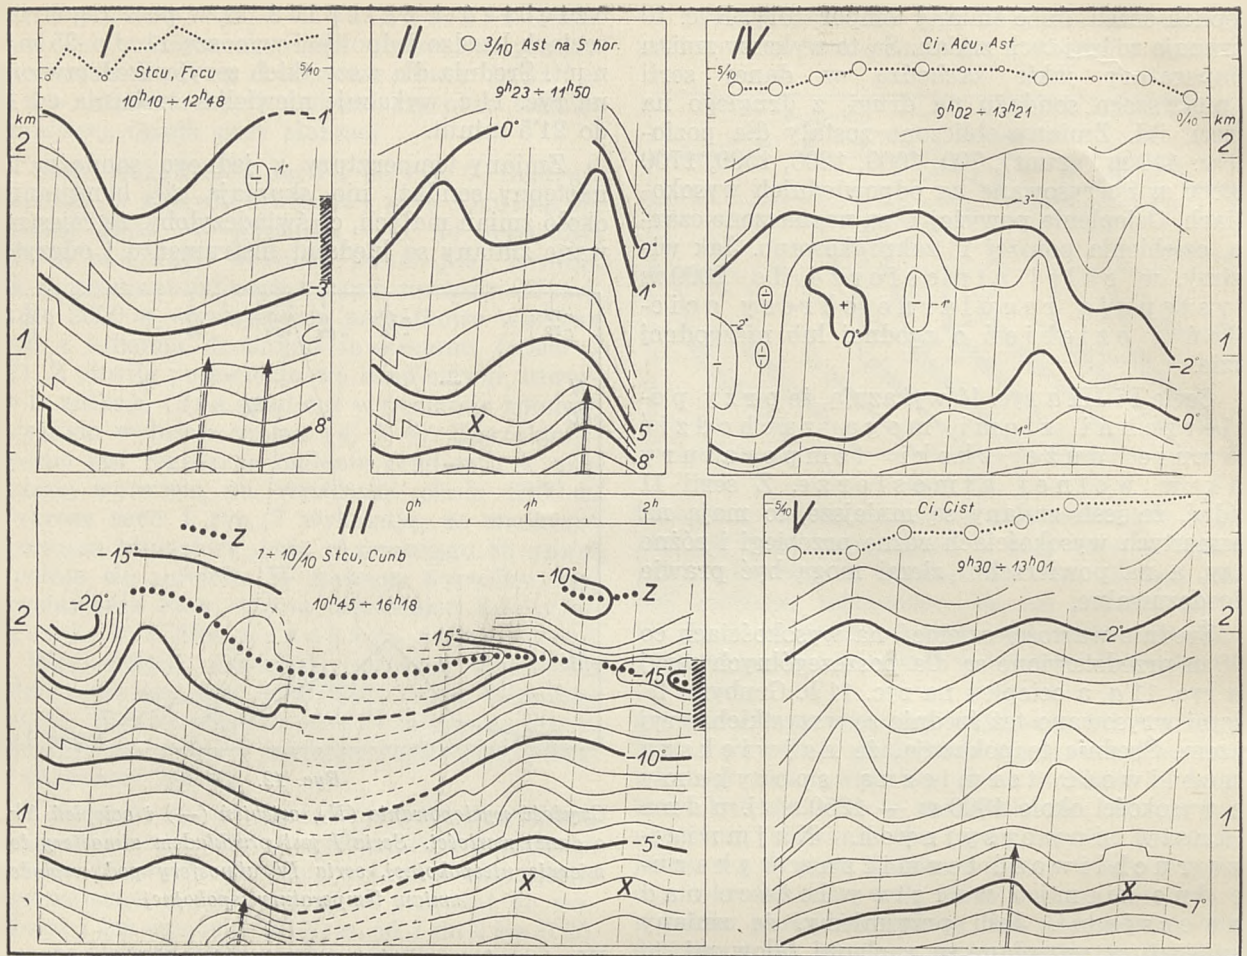 I
5/10
Stcu, Frcu
10ʰ10 ÷ 12ʰ48
km
2
-1°
-1°
3°
1
8°
II
3/10 Ast na S hor.
9ʰ23 ÷ 11ʰ50
0°
0°
1°
X
5°
8°
IV
Ci, Acu, Ast
5/10
9ʰ02 ÷ 13ʰ21
0/10
km
2
-3°
+
0°
-1°
-2°
1
-2°
-1°
0°
III
0ʰ
1ʰ
2ʰ
Z
7 ÷ 10/10 Stcu, Cunb
10ʰ45 ÷ 16ʰ18
-15°
-20°
-10°
Z
2
-15°
-15°
-10
1
-5°
X
X
V
5/10
Ci, Cist
9ʰ30 ÷ 13ʰ01
2
-2°
1
X
7°